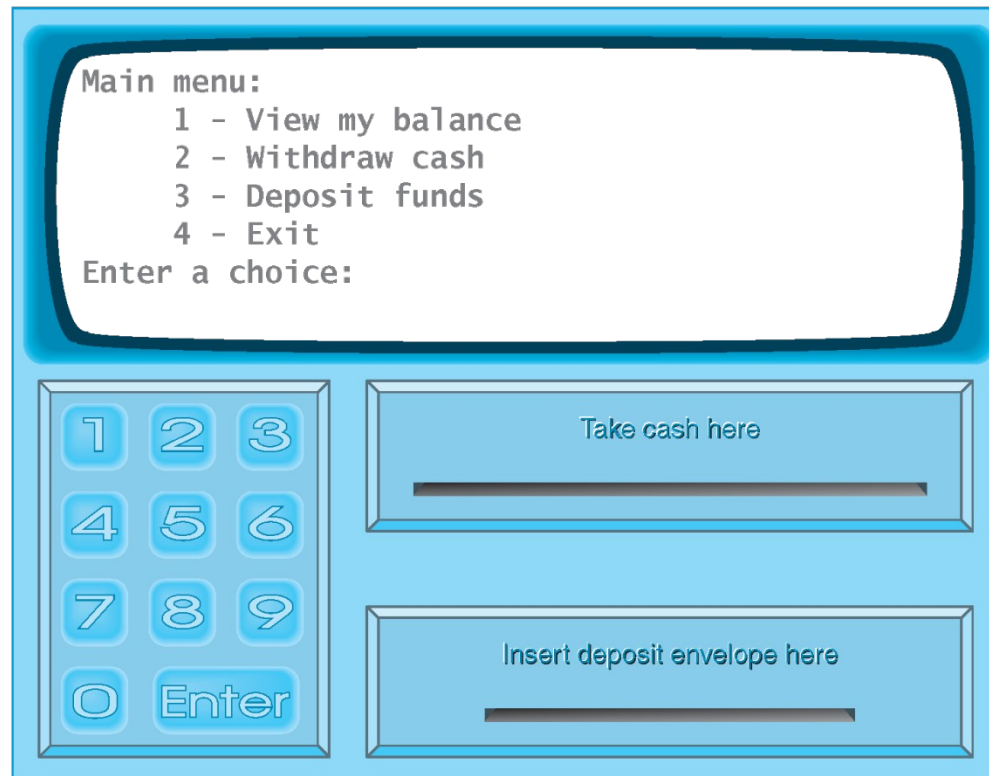 Main menu:
1 - View my balance
2 - Withdraw cash
3 - Deposit funds
4 - Exit
Enter a choice:
1 2 3
4 5 6
7 8 9
0 Enter
Take cash here
Insert deposit envelope here